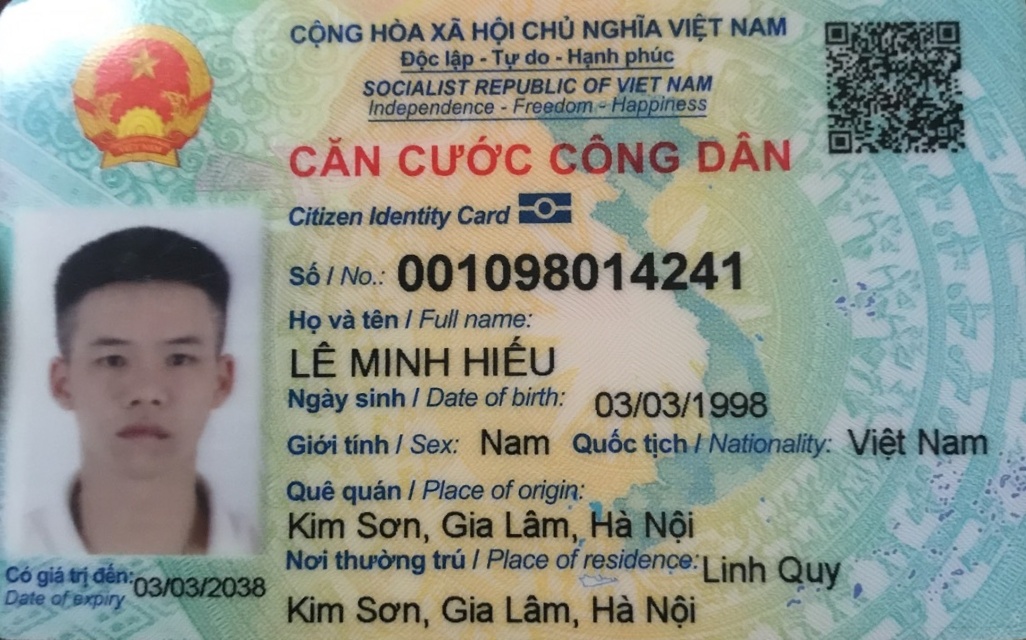 CỘNG HÒA XÃ HỘI CHỦ NGHĨA VIỆT NAM
Độc lập - Tự do - Hạnh phúc
SOCIALIST REPUBLIC OF VIET NAM
Independence - Freedom - Happiness
CĂN CƯỚC CÔNG DÂN
Citizen Identity Card
Số / No.: 001098014241
Họ và tên / Full name:
LÊ MINH HIẾU
Ngày sinh / Date of birth: 03/03/1998
Giới tính / Sex: Nam Quốc tịch / Nationality: Việt Nam
Quê quán / Place of origin:
Kim Sơn, Gia Lâm, Hà Nội
Nơi thường trú / Place of residence: Linh Quy
Kim Sơn, Gia Lâm, Hà Nội
Có giá trị đến: 03/03/2038
Date of expiry